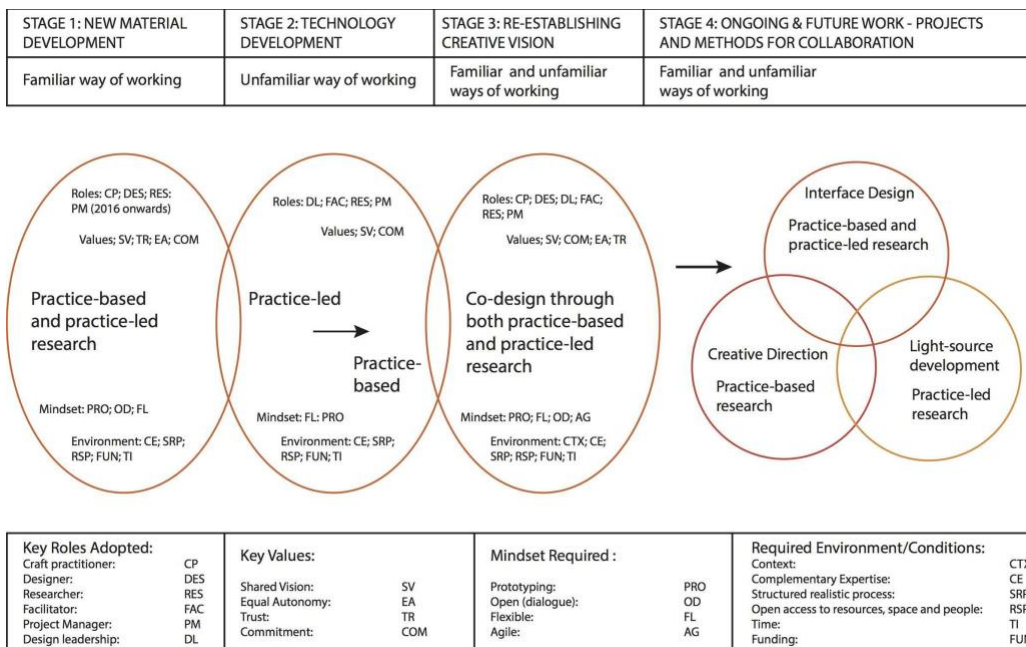 STAGE 1: NEW MATERIAL
DEVELOPMENT
STAGE 2: TECHNOLOGY
DEVELOPMENT
STAGE 3: RE-ESTABLISHING
CREATIVE VISION
STAGE 4: ONGOING & FUTURE WORK - PROJECTS
AND METHODS FOR COLLABORATION
Familiar way of working
Unfamiliar way of working
Familiar and unfamiliar
ways of working
Familiar and unfamiliar
ways of working
Roles: CP; DES; RES:
PM (2016 onwards)
Values; SV; TR; EA; COM
Practice-based
and practice-led
research
Mindset: PRO; OD; FL
Environment: CE; SRP;
RSP; FUN; TI
Roles: DL; FAC; RES; PM
Values; SV; COM
Practice-led
Practice-
based
Mindset: FL: PRO
Environment: CE; SRP;
RSP; FUN; TI
Roles: CP; DES; DL; FAC;
RES; PM
Values; SV; COM; EA; TR
Co-design through
both practice-based
and practice-led
research
Mindset: PRO; FL; OD; AG
Environment: CTX; CE;
SRP; RSP; FUN; TI
Interface Design
Practice-based and
practice-led research
Creative Direction
Practice-based
research
Light-source
development
Practice-led
research
Key Roles Adopted:
Craft practitioner: CP
Designer: DES
Researcher: RES
Facilitator: FAC
Project Manager: PM
Design leadership: DL
Key Values:
Shared Vision: SV
Equal Autonomy: EA
Trust: TR
Commitment: COM
Mindset Required :
Prototyping: PRO
Open (dialogue): OD
Flexible: FL
Agile: AG
Required Environment/Conditions:
Context: CTX
Complementary Expertise: CE
Structured realistic process: SRP
Open access to resources, space and people: RSP
Time: TI
Funding: FUN